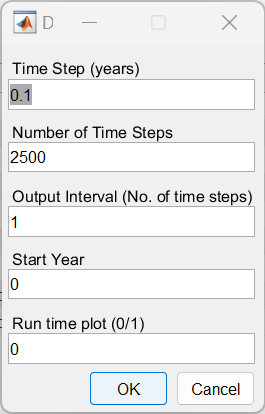 D
Time Step (years)
0.1
Number of Time Steps
2500
Output Interval (No. of time steps)
1
Start Year
0
Run time plot (0/1)
0
OK Cancel